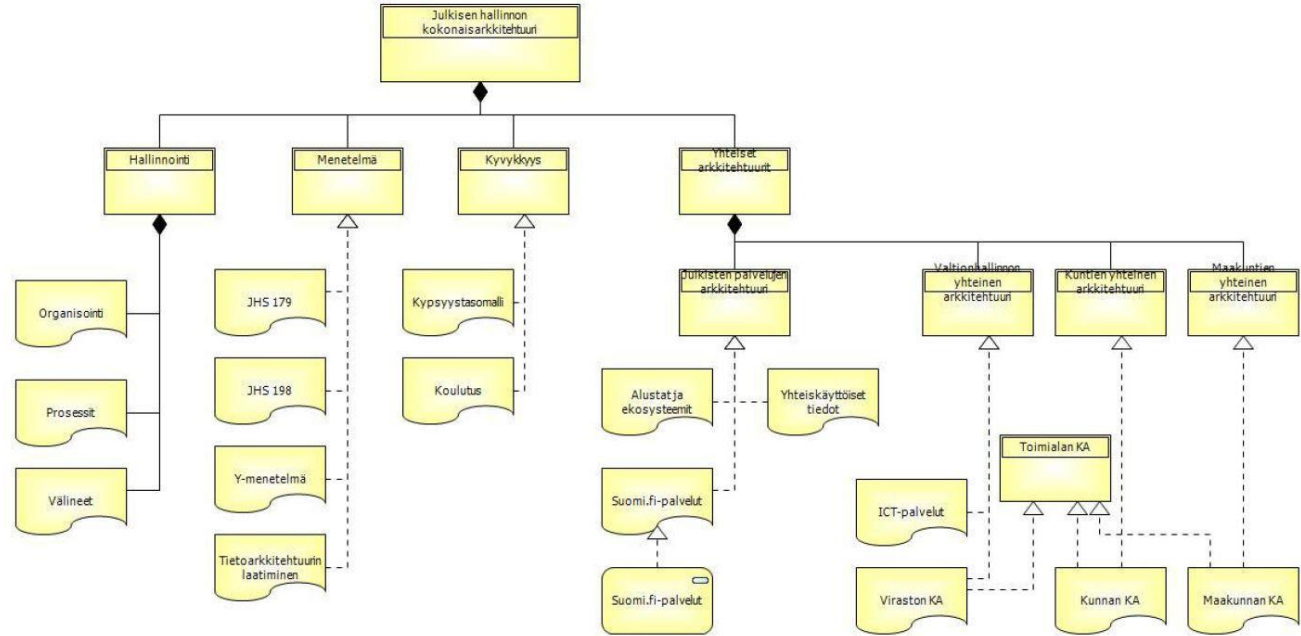 Julkisen hallinnon
kokonaisarkkitehtuuri
Hallinnointi
Menetelmä
Kyvykkyys
Yhteiset
arkkitehtuurit
Organisointi
Prosessit
Välineet
JHS 179
JHS 198
Y-menetelmä
Tietoarkkitehtuurin
laatiminen
Kypsyystasomalli
Koulutus
Julkisten palvelujen
arkkitehtuuri
Valtionhallinnon
yhteinen
arkkitehtuuri
Kuntien yhteinen
arkkitehtuuri
Maakuntien
yhteinen
arkkitehtuuri
Alustat ja
ekosysteemit
Yhteiskäyttöiset
tiedot
Suomi.fi-palvelut
Suomi.fi-palvelut
Toimialan KA
ICT-palvelut
Viraston KA
Kunnan KA
Maakunnan KA